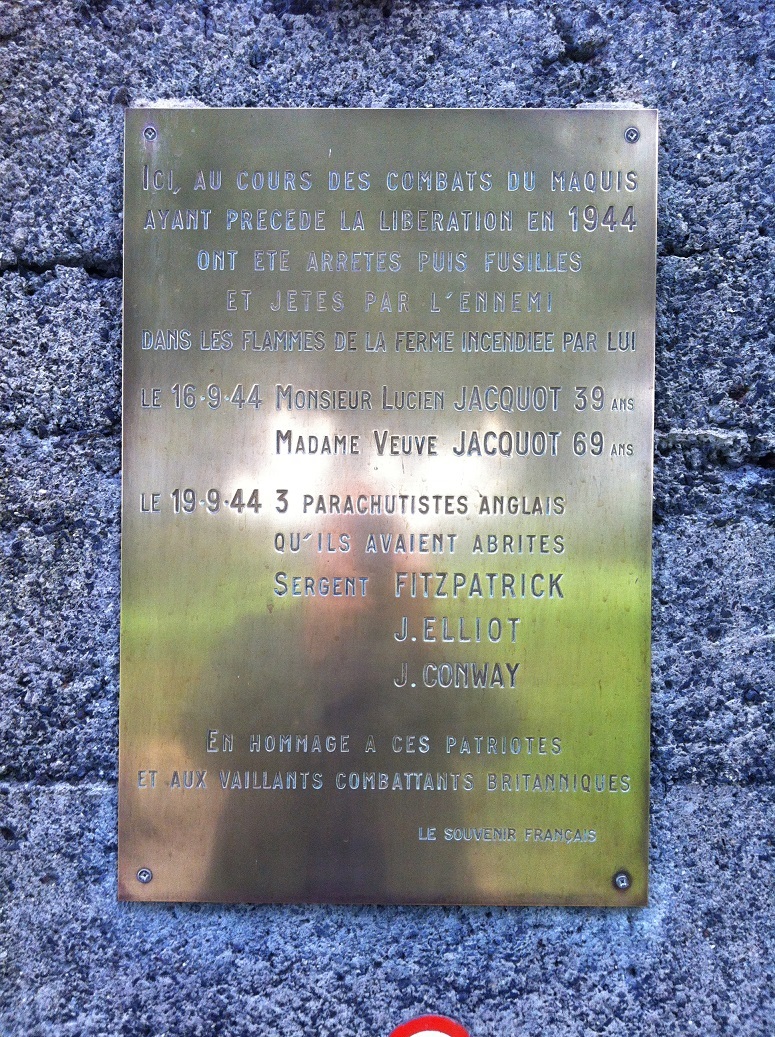 ICI, AU COURS DES COMBATS DU MAQUIS
AYANT PRECEDE LA LIBERATION EN 1944
ONT ETE ARRETES PUIS FUSILLES
ET JETES PAR L'ENNEMI
DANS LES FLAMMES DE LA FERME INCENDIEE PAR LUI
LE 16-9-44 MONSIEUR LUCIEN JACQUOT 39 ANS
MADAME VEUVE JACQUOT 69 ANS
LE 19-9-44 3 PARACHUTISTES ANGLAIS
QU'ILS AVAIENT ABRITES
SERGENT FITZPATRICK
J. ELLIOT
J. CONWAY
EN HOMMAGE A CES PATRIOTES
ET AUX VAILLANTS COMBATTANTS BRITANNIQUES
LE SOUVENIR FRANÇAIS